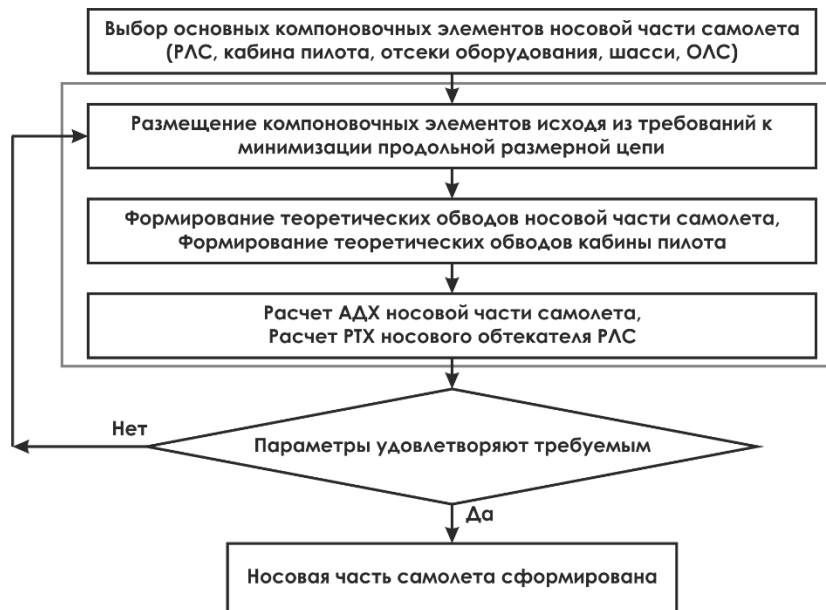 Выбор основных компоновочных элементов носовой части самолета
(РЛС, кабина пилота, отсеки оборудования, шасси, ОЛС)
Размещение компоновочных элементов исходя из требований к
минимизации продольной размерной цепи
Формирование теоретических обводов носовой части самолета,
Формирование теоретических обводов кабины пилота
Расчет АДХ носовой части самолета,
Расчет РТХ носового обтекателя РЛС
Нет
Параметры удовлетворяют требуемым
Да
Носовая часть самолета сформирована